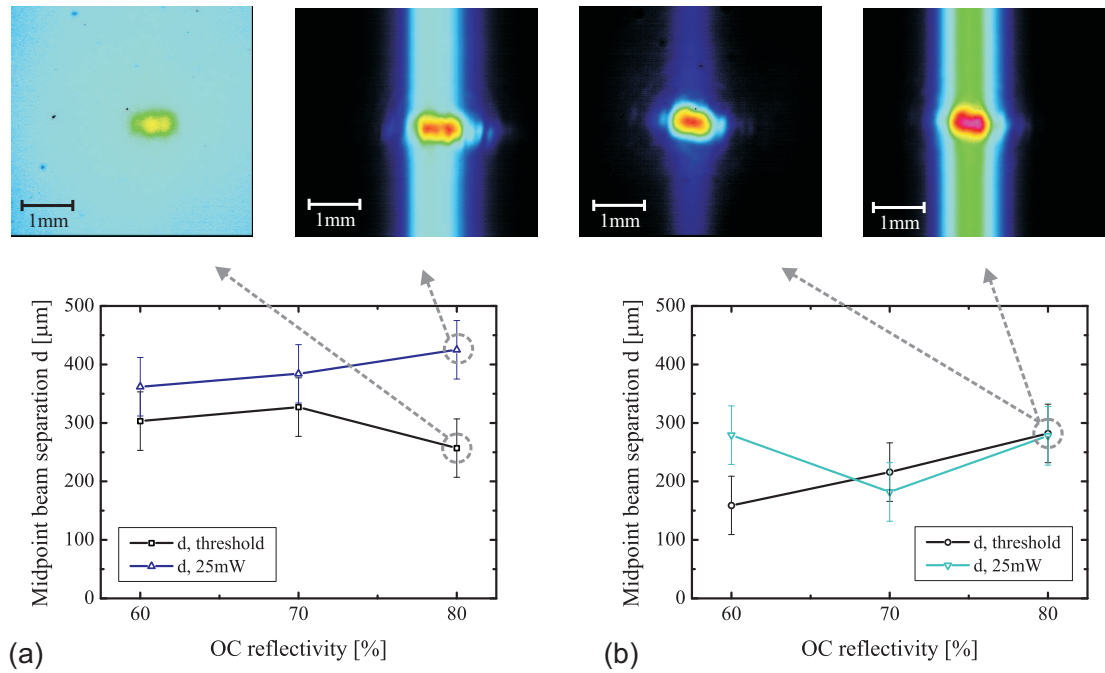 1mm
1mm
1mm
1mm
500
400
300
200
100
0
Midpoint beam separation d [µm]
d, threshold
d, 25mW
60
70
80
OC reflectivity [%]
(a)
500
400
300
200
100
0
Midpoint beam separation d [µm]
d, threshold
d, 25mW
60
70
80
OC reflectivity [%]
(b)